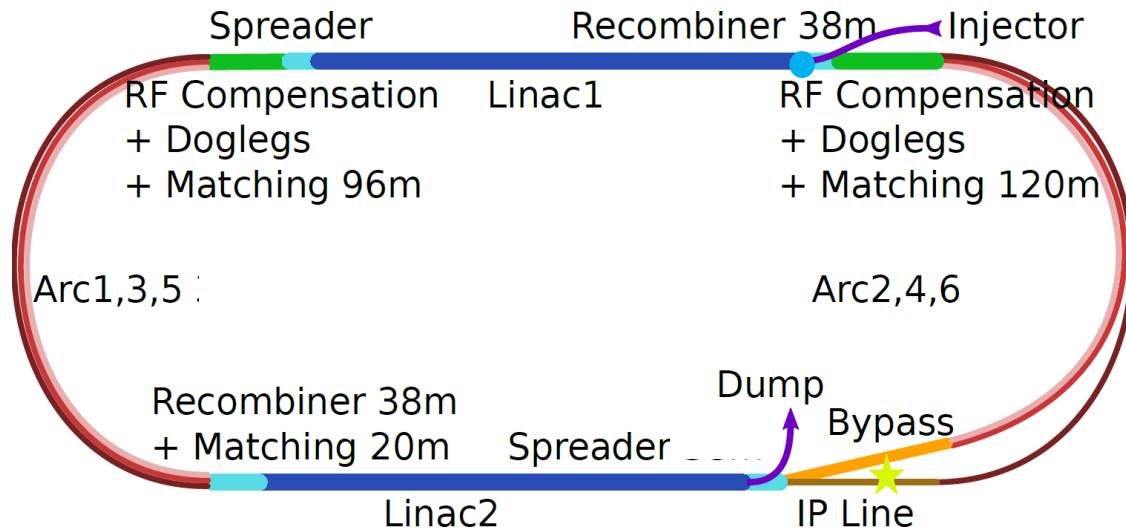 Spreader
Recombiner 38m
Injector
RF Compensation
+ Doglegs
+ Matching 96m
Linac1
RF Compensation
+ Doglegs
+ Matching 120m
Arc1,3,5
Arc2,4,6
Recombiner 38m
+ Matching 20m
Spreader
Dump
Bypass
Linac2
IP Line